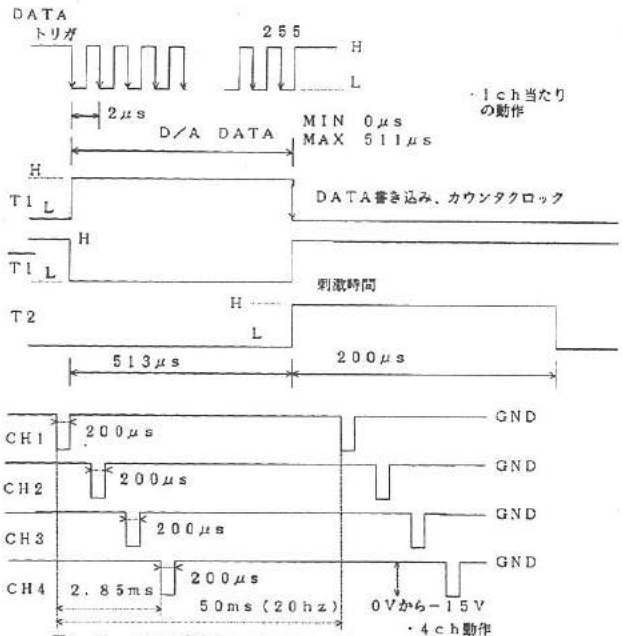 DATA
トリガ
255
H
L
・1ch当たり
の動作
2μs
D/A DATA
MIN 0μs
MAX 511μs
H
T1 L
DATA書き込み、カウンタクロック
H
T1 L
刺激時間
H
T2
L
513μs
200μs
CH1
200μs
GND
CH2
200μs
GND
CH3
200μs
GND
CH4
200μs
GND
2.85ms
50ms(20hz)
0Vから-15V
・4ch動作